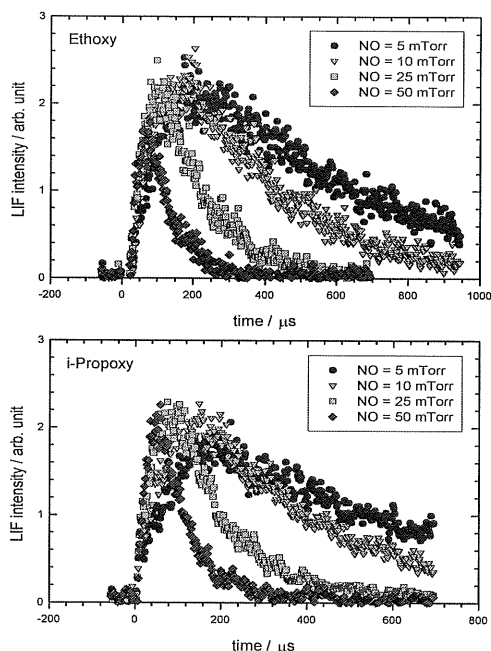 Ethoxy
NO = 5 mTorr
NO = 10 mTorr
NO = 25 mTorr
NO = 50 mTorr
LIF intensity / arb. unit
3
2
1
0
-200 0 200 400 600 800 1000
time / μs
i-Propoxy
NO = 5 mTorr
NO = 10 mTorr
NO = 25 mTorr
NO = 50 mTorr
LIF intensity / arb. unit
3
2
1
0
-200 0 200 400 600 800
time / μs